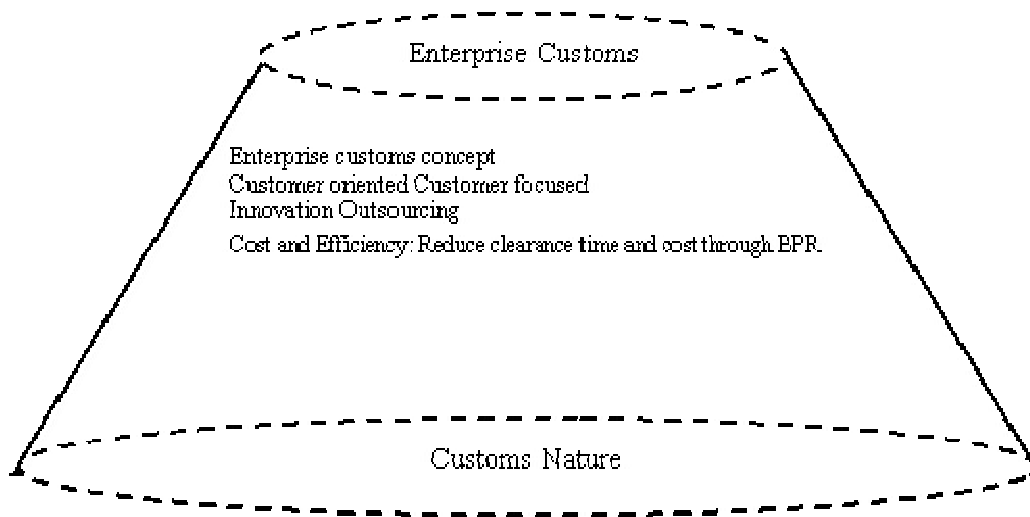 Enterprise Customs
Enterprise customs concept
Customer oriented Customer focused
Innovation Outsourcing
Cost and Efficiency: Reduce clearance time and cost through BPR.
Customs Nature